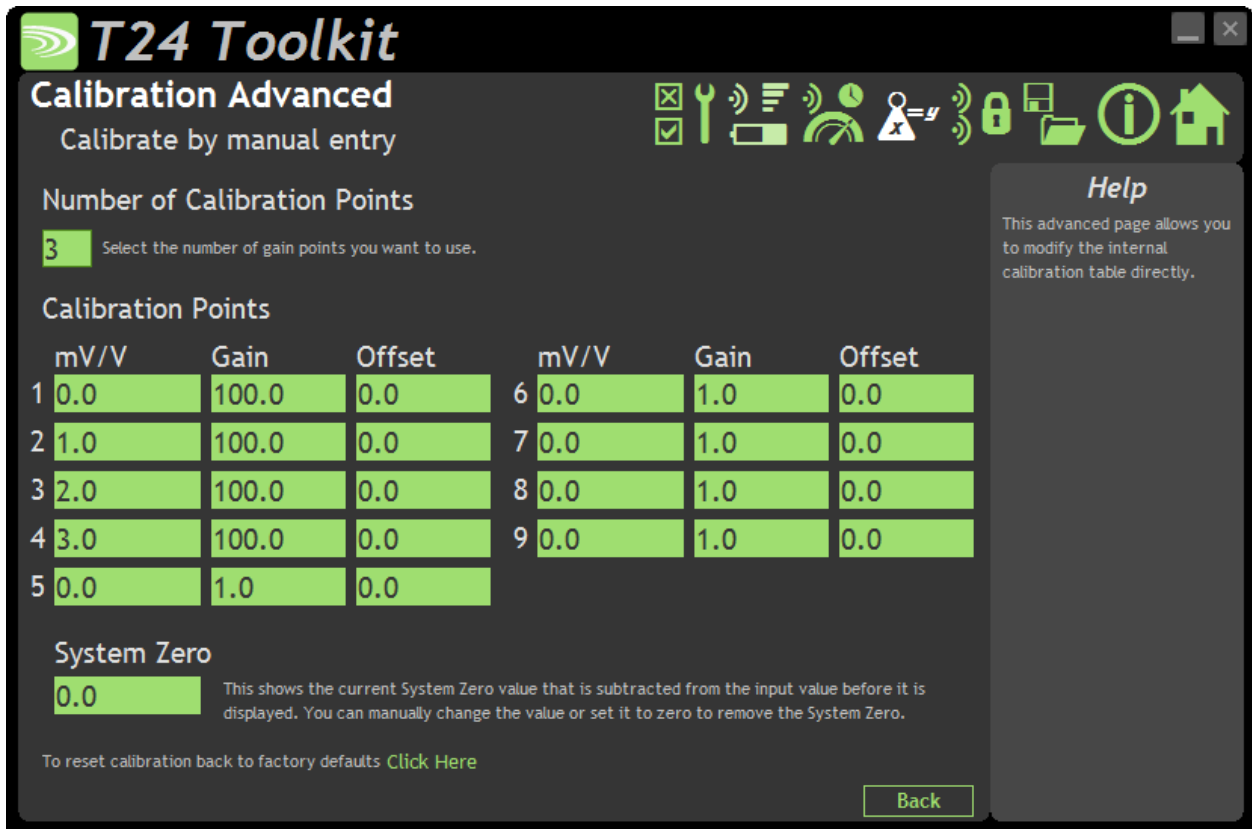 T24 Toolkit
Calibration Advanced
Calibrate by manual entry
x=y
Number of Calibration Points
3 Select the number of gain points you want to use.
Calibration Points
mV/V Gain Offset mV/V Gain Offset
1 0.0 100.0 0.0 6 0.0 1.0 0.0
2 1.0 100.0 0.0 7 0.0 1.0 0.0
3 2.0 100.0 0.0 8 0.0 1.0 0.0
4 3.0 100.0 0.0 9 0.0 1.0 0.0
5 0.0 1.0 0.0
System Zero
0.0
This shows the current System Zero value that is subtracted from the input value before it is
displayed. You can manually change the value or set it to zero to remove the System Zero.
To reset calibration back to factory defaults Click Here
Back
Help
This advanced page allows you
to modify the internal
calibration table directly.